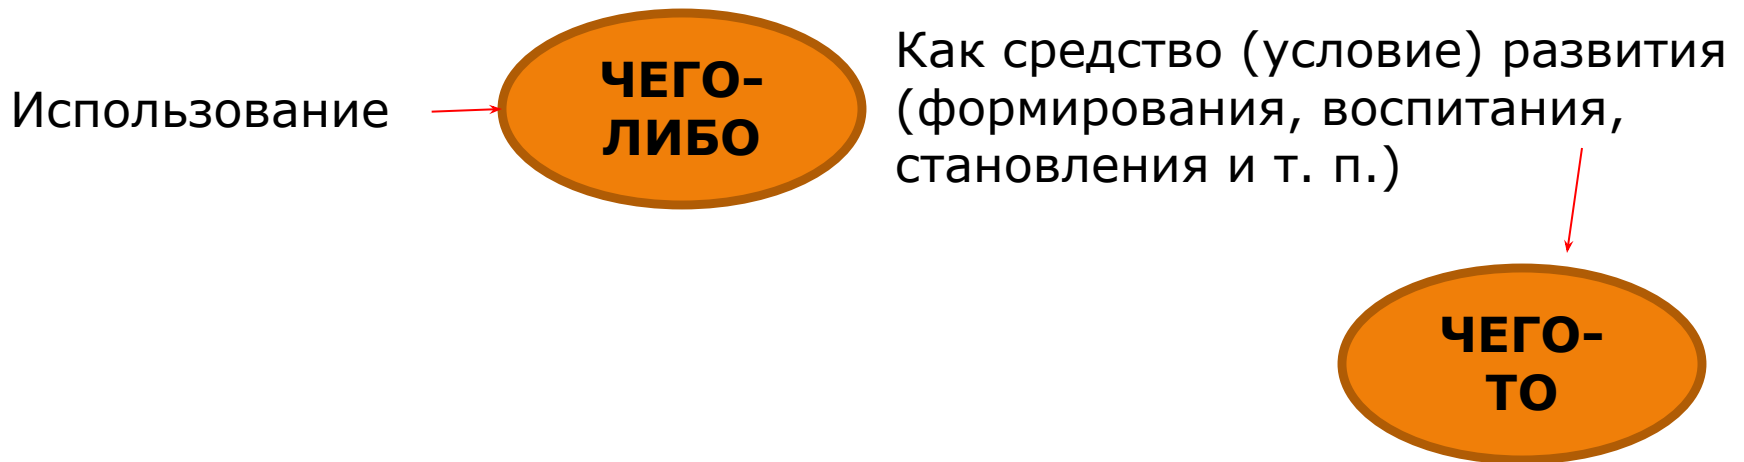 Использование
ЧЕГО-
ЛИБО
Как средство (условие) развития
(формирования, воспитания,
становления и т. п.)
ЧЕГО-
ТО